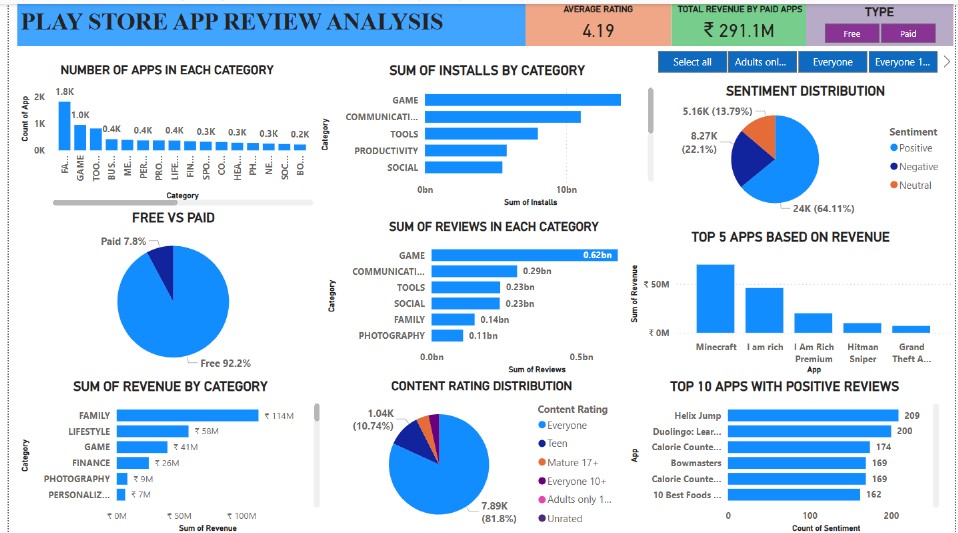 PLAY STORE APP REVIEW ANALYSIS
AVERAGE RATING
4.19
TOTAL REVENUE BY PAID APPS
₹ 291.1M
TYPE
Free
Paid
Select all
Adults onl...
Everyone
Everyone 1...
NUMBER OF APPS IN EACH CATEGORY
Count of App
2K
1K
0K
1.8K
1.0K
0.4K
0.4K
0.4K
0.3K
0.3K
0.3K
0.2K
FA...
GAME
TOO...
BUS...
ME...
PER...
PRO...
LIFE...
FIN...
SPO...
CO...
HEA...
PH...
NE...
SOC...
BO...
Category
SUM OF INSTALLS BY CATEGORY
Category
GAME
COMMUNICATI...
TOOLS
PRODUCTIVITY
SOCIAL
0bn
10bn
Sum of Installs
SENTIMENT DISTRIBUTION
5.16K (13.79%)
8.27K
(22.1%)
24K (64.11%)
Sentiment
Positive
Negative
Neutral
FREE VS PAID
Paid 7.8%
Free 92.2%
SUM OF REVIEWS IN EACH CATEGORY
Category
GAME
0.62bn
COMMUNICATI...
0.29bn
TOOLS
0.23bn
SOCIAL
0.23bn
FAMILY
0.14bn
PHOTOGRAPHY
0.11bn
0.0bn
0.5bn
Sum of Reviews
TOP 5 APPS BASED ON REVENUE
Sum of Revenue
₹ 50M
₹ 0M
Minecraft
I am rich
I Am Rich
Premium
Hitman
Sniper
Grand
Theft A...
App
SUM OF REVENUE BY CATEGORY
Category
FAMILY
₹ 114M
LIFESTYLE
₹ 58M
GAME
₹ 41M
FINANCE
₹ 26M
PHOTOGRAPHY
₹ 9M
PERSONALIZ...
₹ 7M
₹ 0M
₹ 50M
₹ 100M
Sum of Revenue
CONTENT RATING DISTRIBUTION
1.04K
(10.74%)
7.89K
(81.8%)
Content Rating
Everyone
Teen
Mature 17+
Everyone 10+
Adults only 1...
Unrated
TOP 10 APPS WITH POSITIVE REVIEWS
App
Helix Jump
209
Duolingo: Lear...
200
Calorie Counte...
174
Bowmasters
169
Calorie Counte...
169
10 Best Foods ...
162
0
100
200
Count of Sentiment